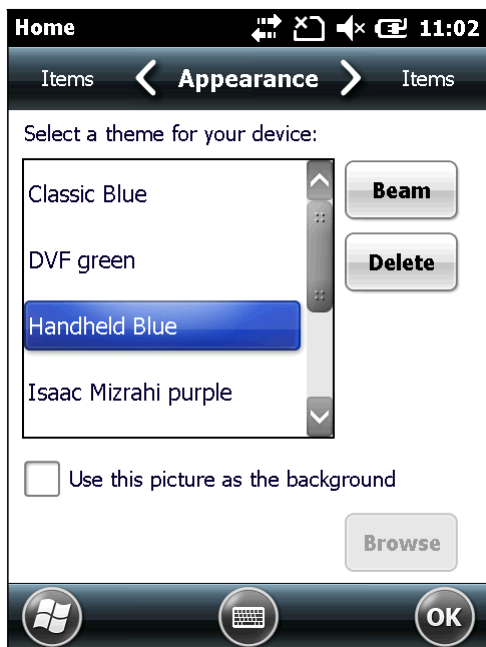 Home 11:02
Items Appearance Items
Select a theme for your device:
Classic Blue
Beam
DVF green
Delete
Handheld Blue
Isaac Mizrahi purple
Use this picture as the background
Browse
OK